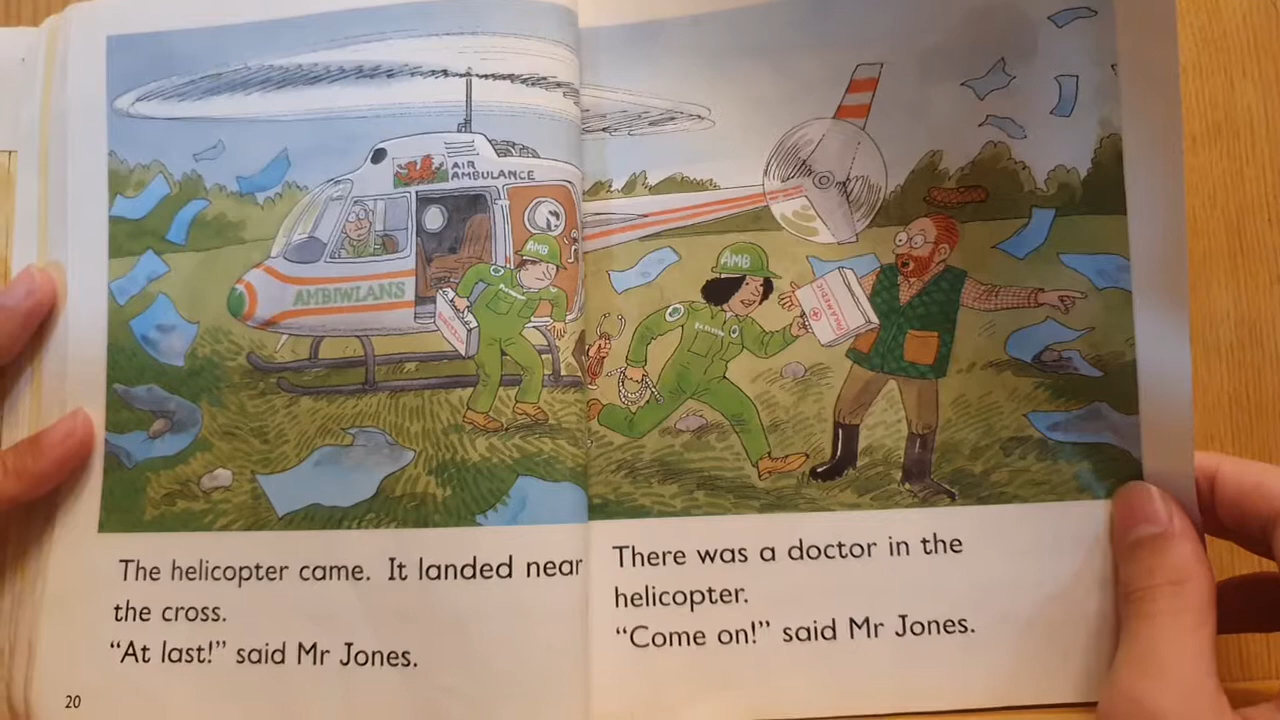 AIR
AMBULANCE
AMBIWLANS
AMB
AMB
PARAMEDIC
The helicopter came. It landed near
the cross.
“At last!” said Mr Jones.
20
There was a doctor in the
helicopter.
“Come on!” said Mr Jones.